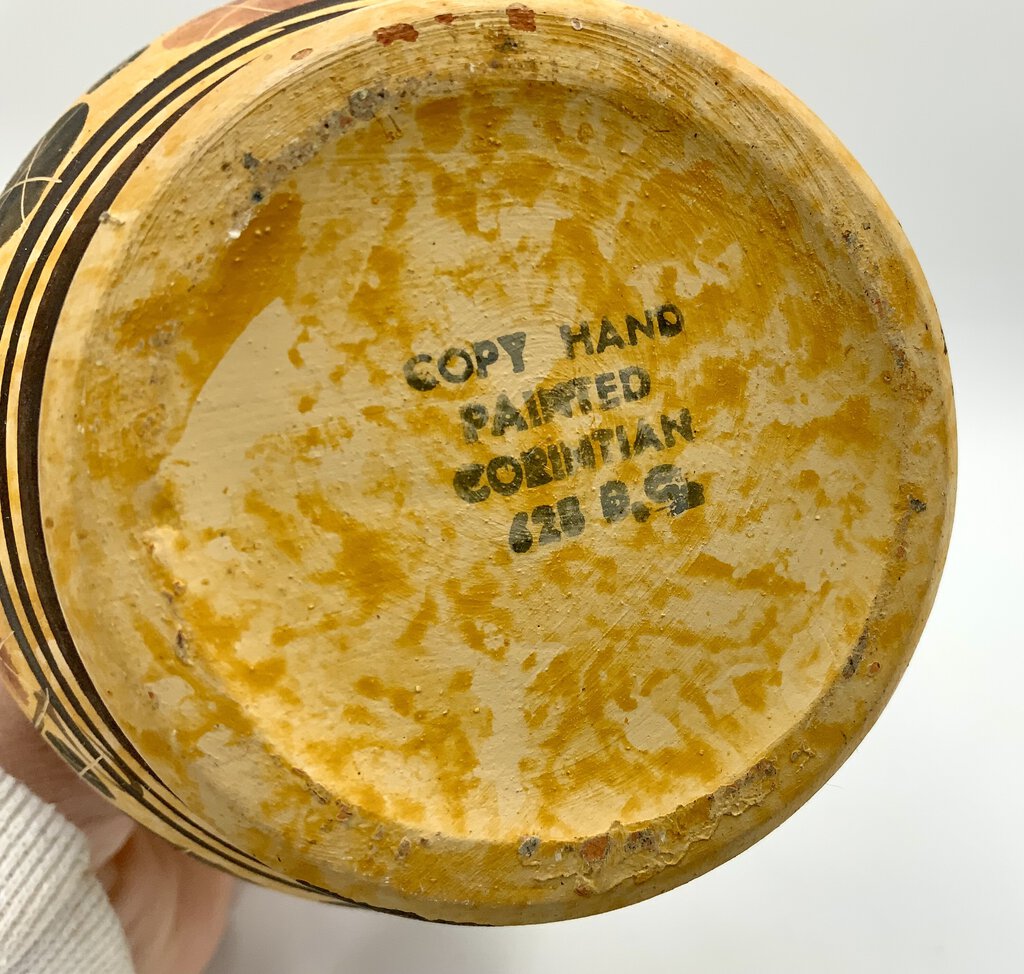 COPY HAND
PAINTED
CORINTIAN
625 B.C.